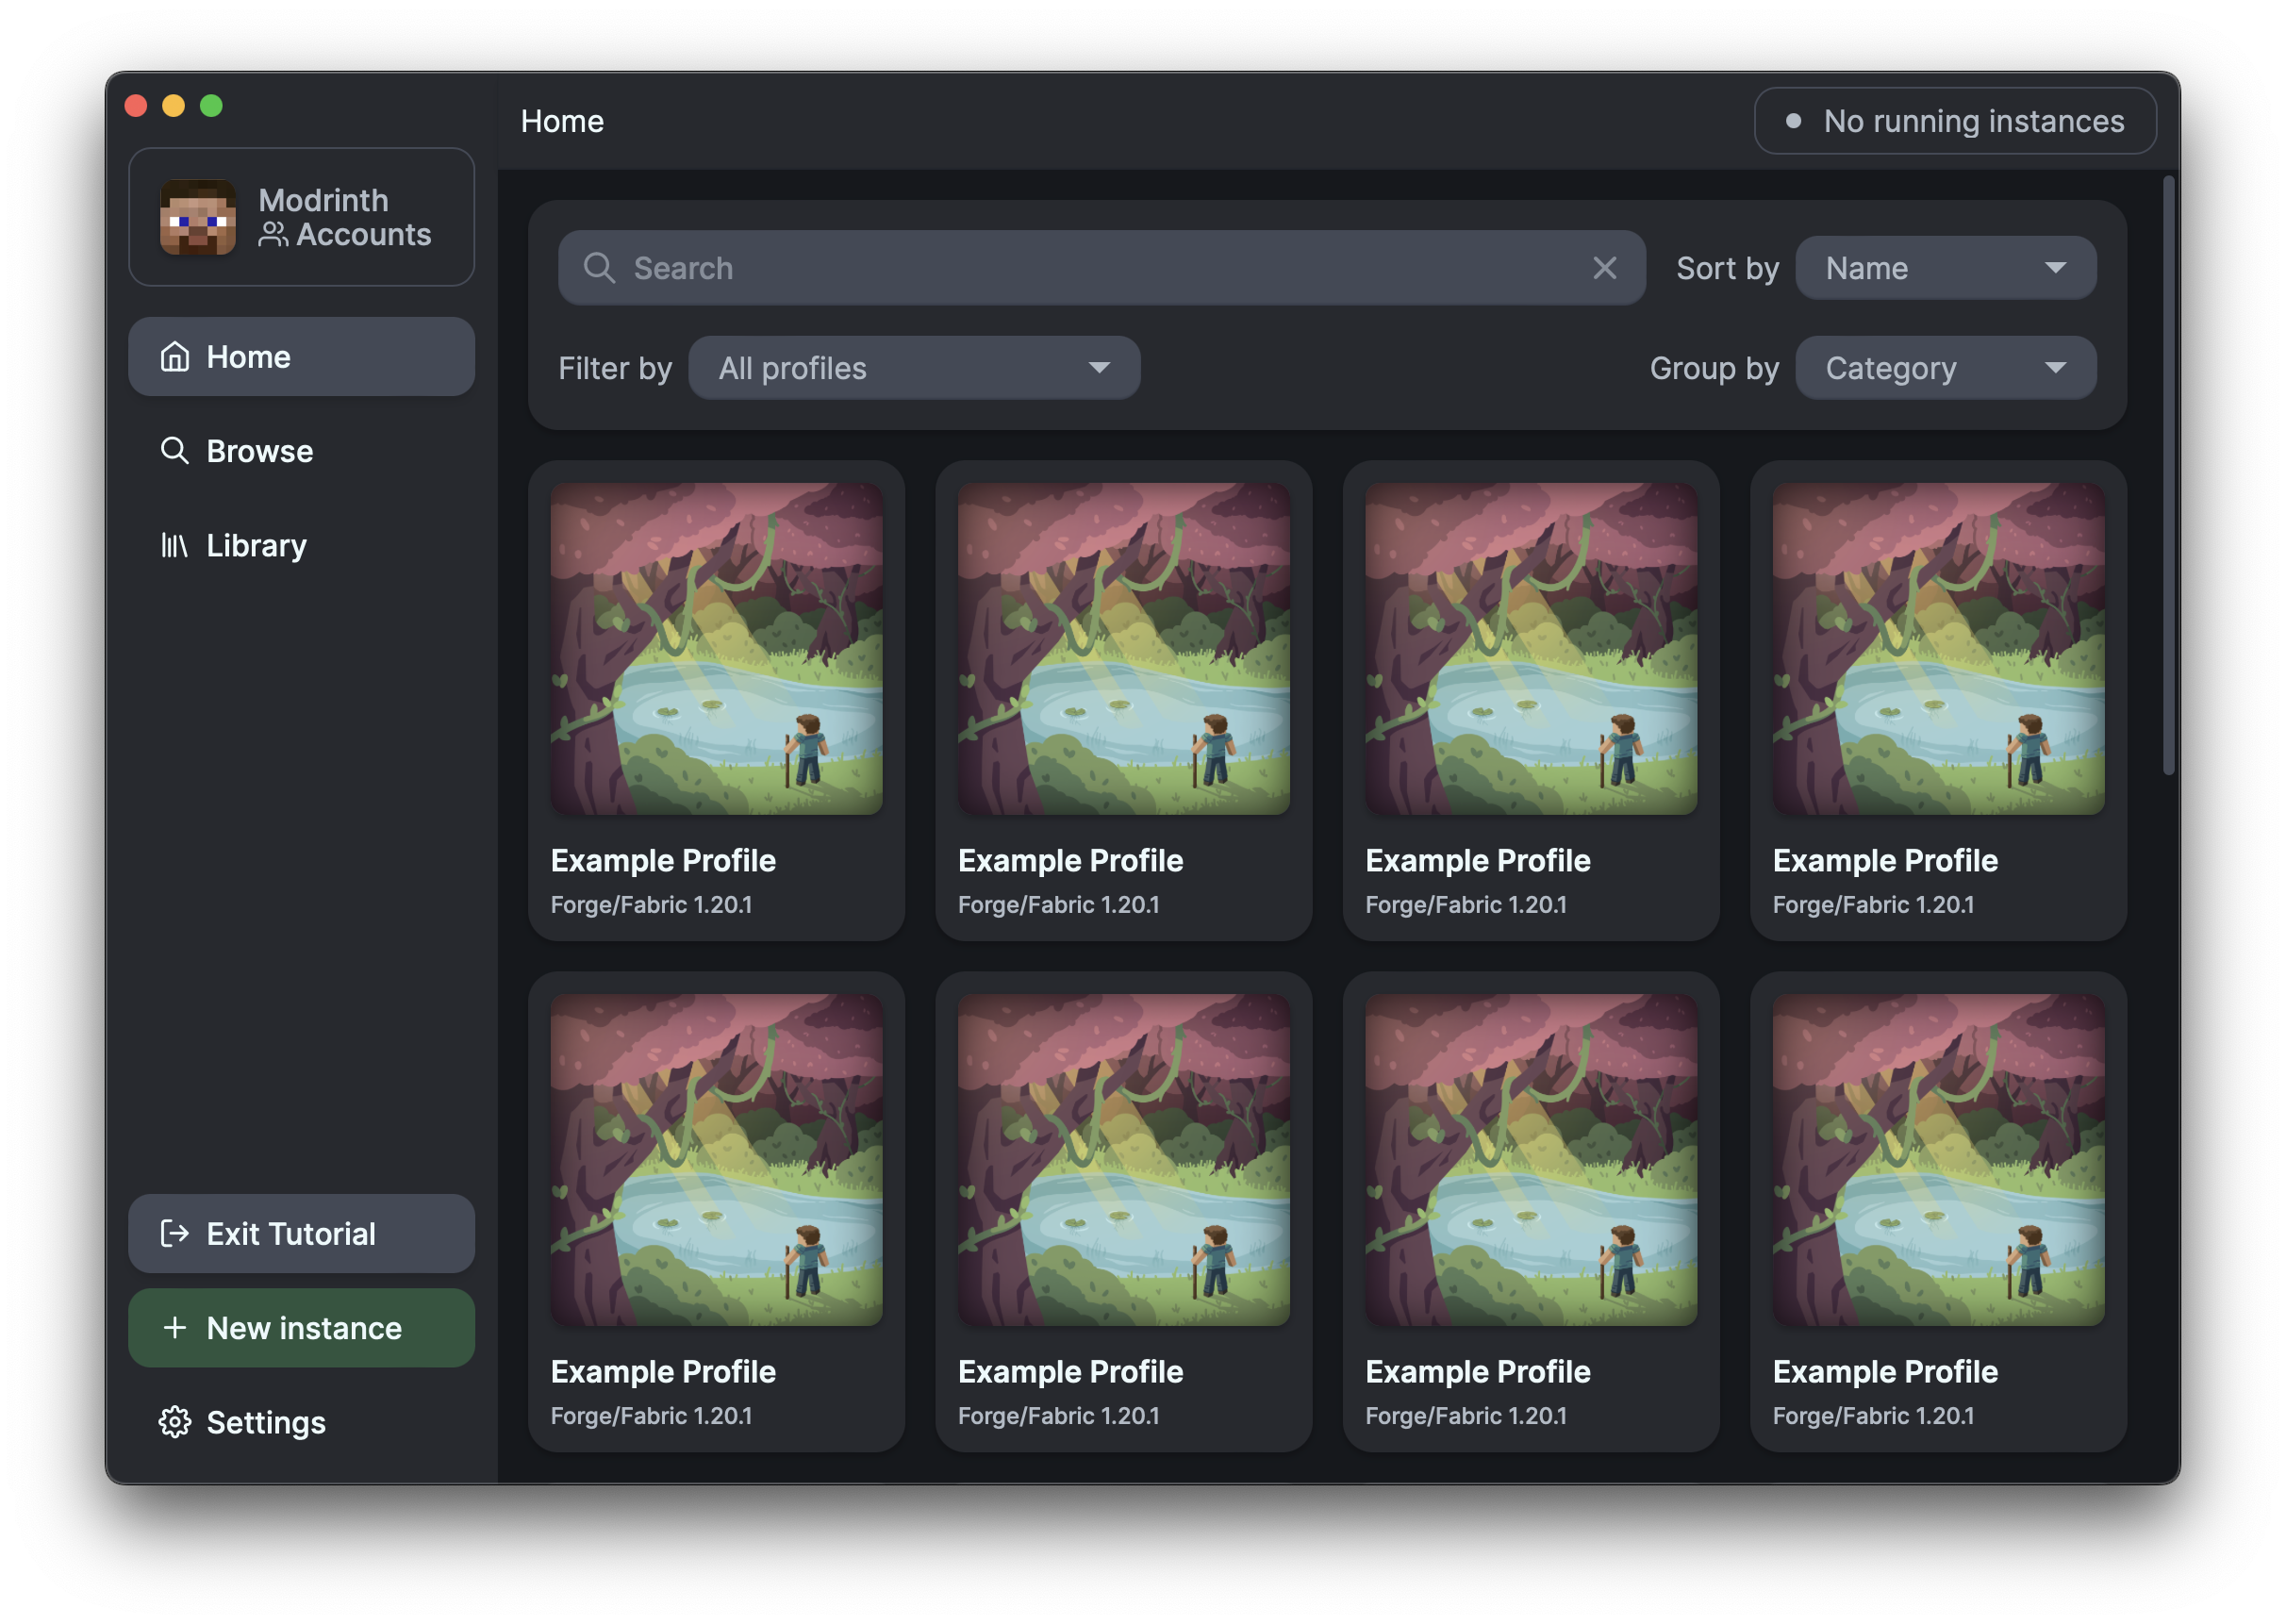 Modrinth
Accounts
Home
Browse
Library
Exit Tutorial
New instance
Settings
Home
No running instances
Search
Sort by
Name
Filter by
All profiles
Group by
Category
Example Profile
Forge/Fabric 1.20.1
Example Profile
Forge/Fabric 1.20.1
Example Profile
Forge/Fabric 1.20.1
Example Profile
Forge/Fabric 1.20.1
Example Profile
Forge/Fabric 1.20.1
Example Profile
Forge/Fabric 1.20.1
Example Profile
Forge/Fabric 1.20.1
Example Profile
Forge/Fabric 1.20.1